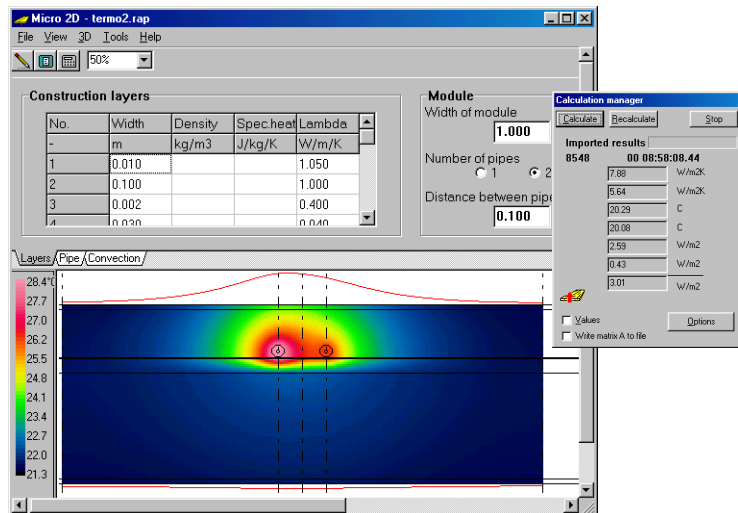 Micro 2D - termo2.rap
File View 3D Tools Help
50%
Construction layers
No. Width Density Spec.heat Lambda
- m kg/m3 J/kg/K W/m/K
1 0.010 1.050
2 0.100 1.000
3 0.002 0.400
4 0.030 0.040
Module
Width of module
1.000
Number of pipes
1 2
Distance between pipe
0.100
Layers Pipe Convection
28.4°C
27.7
27.0
26.2
25.5
24.8
24.1
23.4
22.7
22.0
21.3
Calculation manager
Calculate Recalculate Stop
Imported results
8548 00 08:58:08.44
7.88 W/m2K
5.64 W/m2K
20.29 C
20.08 C
2.59 W/m2
0.43 W/m2
3.01 W/m2
Values
Options
Write matrix A to file